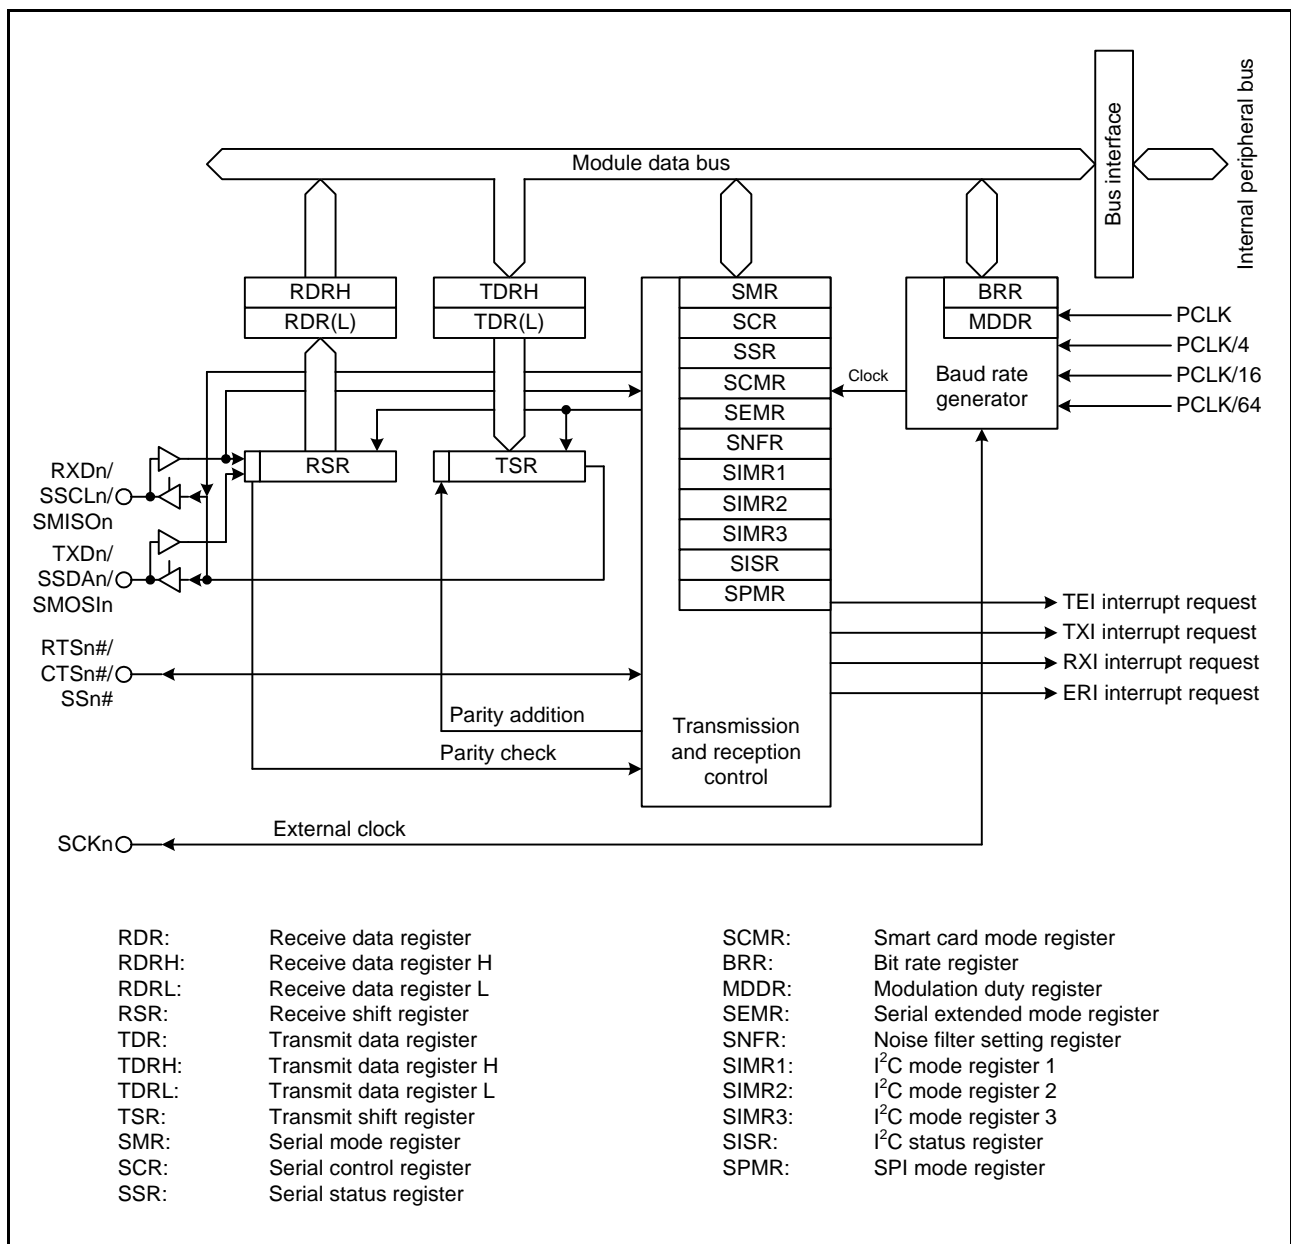 Internal peripheral bus
Bus interface
Module data bus
RDRH
RDR(L)
TDRH
TDR(L)
SMR
SCR
SSR
SCMR
SEMR
SNFR
SIMR1
SIMR2
SIMR3
SISR
SPMR
Transmission
and reception
control
BRR
MDDR
Baud rate
generator
Clock
PCLK
PCLK/4
PCLK/16
PCLK/64
RSR
TSR
RXDn/
SSCLn/
SMISOn
TXDn/
SSDAn/
SMOSIn
RTSn#/
CTSn#/
SSn#
TEI interrupt request
TXI interrupt request
RXI interrupt request
ERI interrupt request
Parity addition
Parity check
External clock
SCKn
RDR: Receive data register
RDRH: Receive data register H
RDRL: Receive data register L
RSR: Receive shift register
TDR: Transmit data register
TDRH: Transmit data register H
TDRL: Transmit data register L
TSR: Transmit shift register
SMR: Serial mode register
SCR: Serial control register
SSR: Serial status register
SCMR: Smart card mode register
BRR: Bit rate register
MDDR: Modulation duty register
SEMR: Serial extended mode register
SNFR: Noise filter setting register
SIMR1: I²C mode register 1
SIMR2: I²C mode register 2
SIMR3: I²C mode register 3
SISR: I²C status register
SPMR: SPI mode register